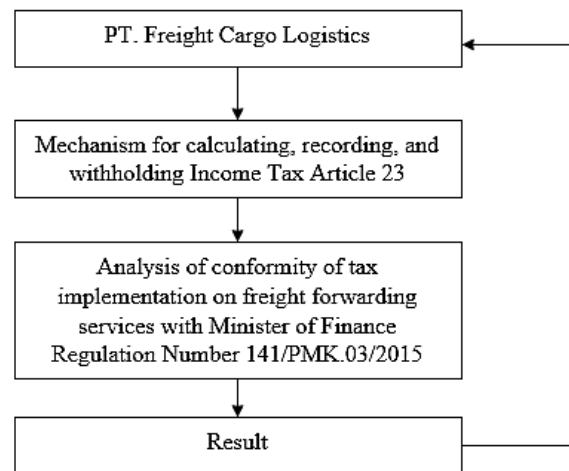 PT. Freight Cargo Logistics
Mechanism for calculating, recording, and
withholding Income Tax Article 23
Analysis of conformity of tax
implementation on freight forwarding
services with Minister of Finance
Regulation Number 141/PMK.03/2015
Result